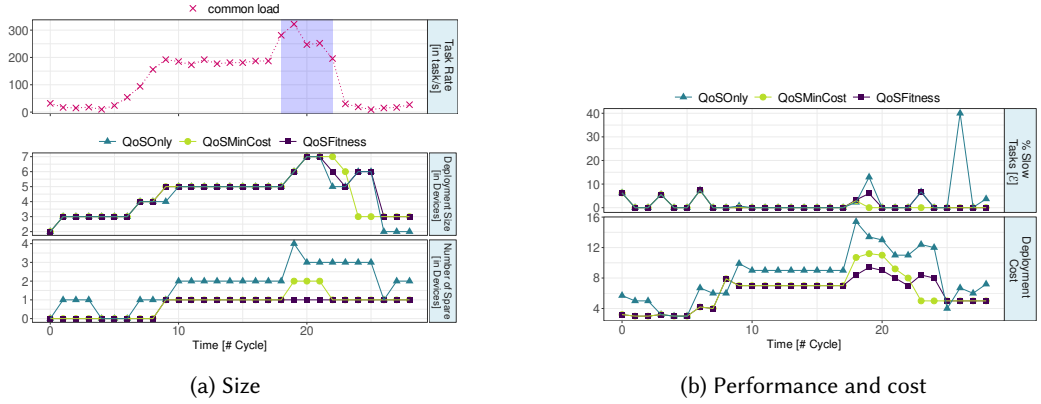 common load
300
200
100
0
Task Rate
[in t task/s]
QoSOnly QoSMinCost QoSFitness
7
6
5
4
3
2
Deployment Size
[in Devices]
4
3
2
1
0
Number of Spare
[in Devices]
0 10 20
Time [# Cycle]
(a) Size
QoSOnly QoSMinCost QoSFitness
40
30
20
10
0
% Slow
Tasks [ℰ]
16
12
8
4
Deployment
Cost
0 10 20
Time [# Cycle]
(b) Performance and cost